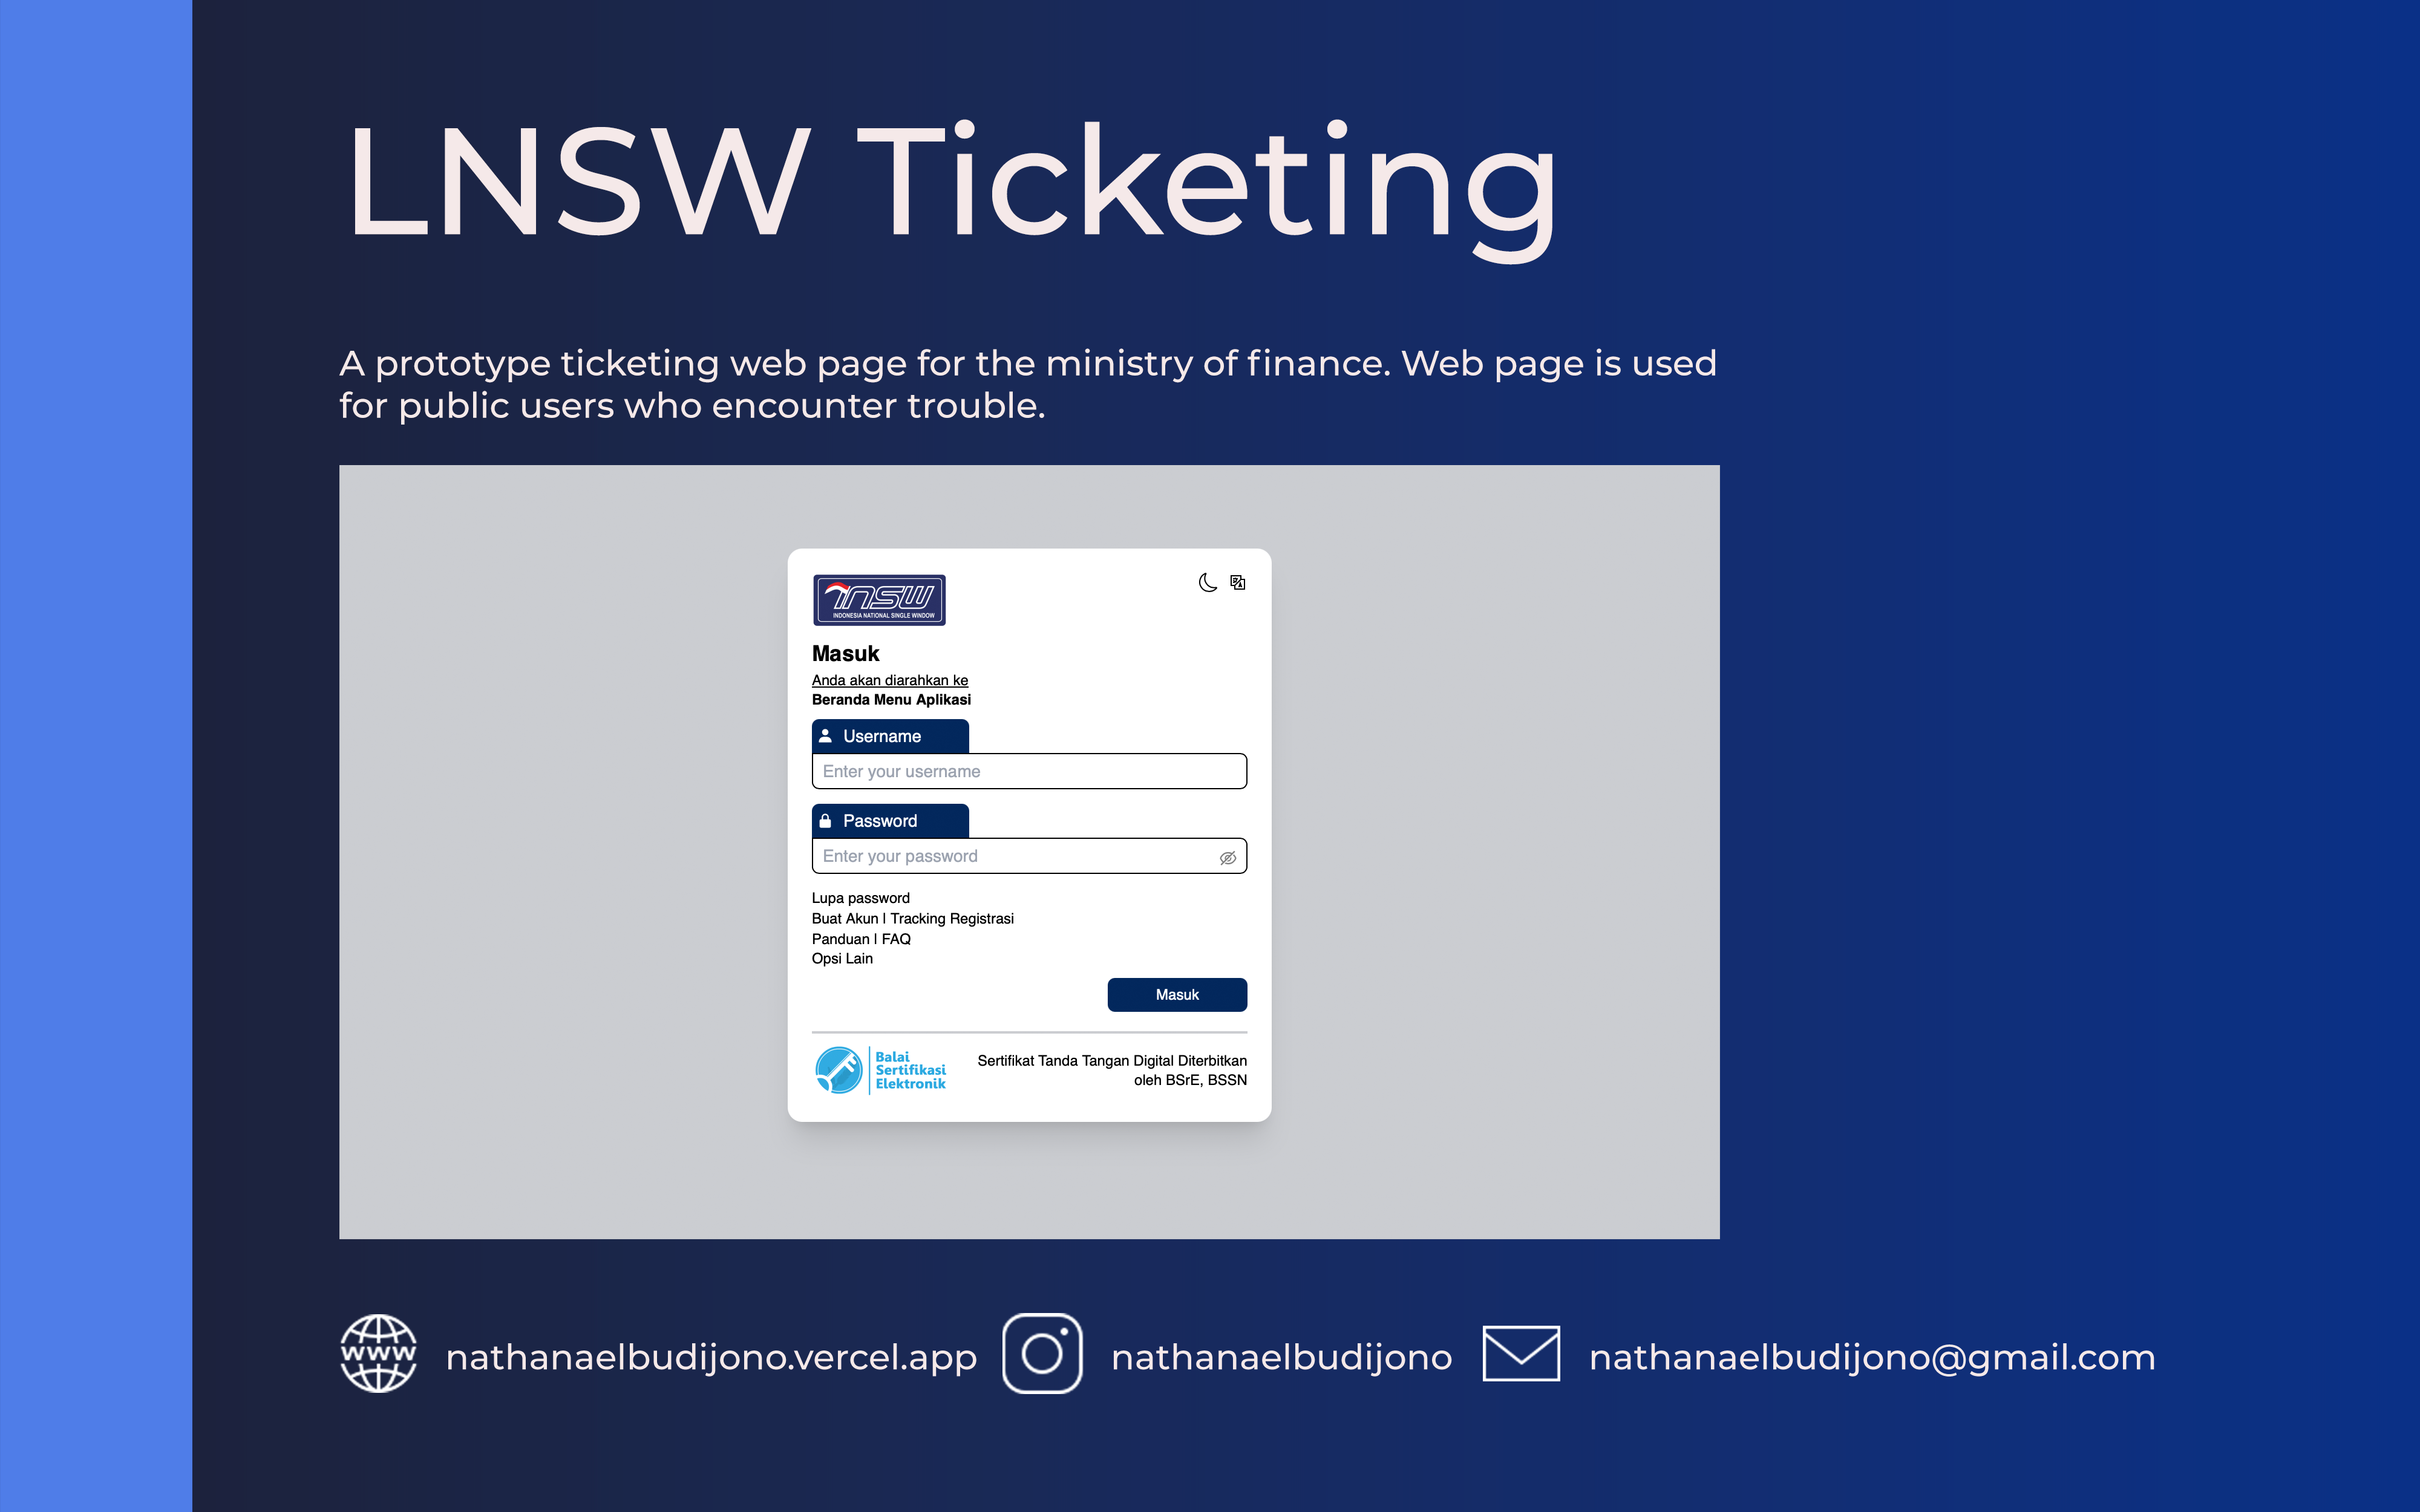 LNSW Ticketing
A prototype ticketing web page for the ministry of finance. Web page is used
for public users who encounter trouble.
INSW
INDONESIA NATIONAL SINGLE WINDOW
Masuk
Anda akan diarahkan ke
Beranda Menu Aplikasi
Username
Enter your username
Password
Enter your password
Lupa password
Buat Akun | Tracking Registrasi
Panduan | FAQ
Opsi Lain
Masuk
Balai
Sertifikasi
Elektronik
Sertifikat Tanda Tangan Digital Diterbitkan
oleh BSrE, BSSN
www nathanaelbudijono.vercel.app nathanaelbudijono nathanaelbudijono@gmail.com